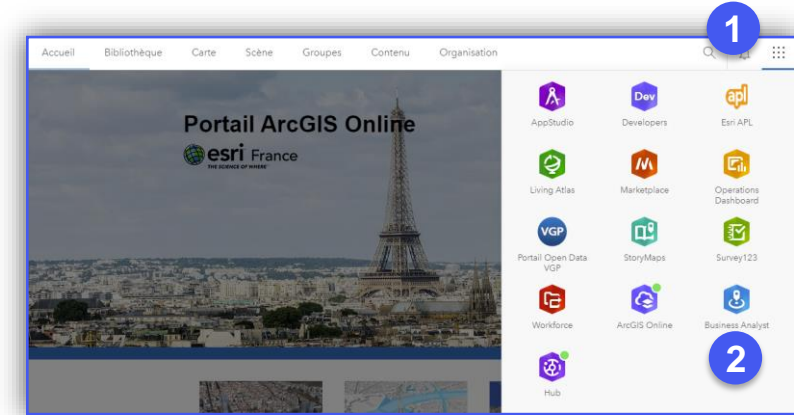 1
Accueil Bibliothèque Carte Scène Groupes Contenu Organisation
Portail ArcGIS Online
esri France
THE SCIENCE OF WHERE
AppStudio Developers Esri APL
Dev apl
Living Atlas Marketplace Operations
Dashboard
VGP
Portail Open Data StoryMaps Survey123
VGP
Workforce ArcGIS Online Business Analyst
2
Hub